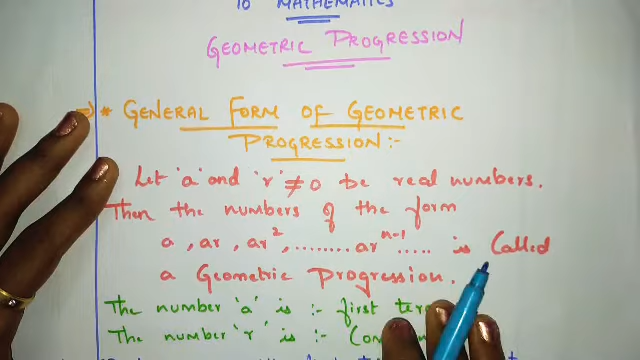 10 MATHEMATICS
GEOMETRIC PROGRESSION
⇒ * GENERAL FORM OF GEOMETRIC
PROGRESSION:-
Let 'a' and 'r' ≠ 0 be real numbers.
Then the numbers of the form
a, ar, ar², ........ arⁿ⁻¹ ..... is Called
a Geometric Progression.
The number 'a' is :- first
The number 'r' is :-